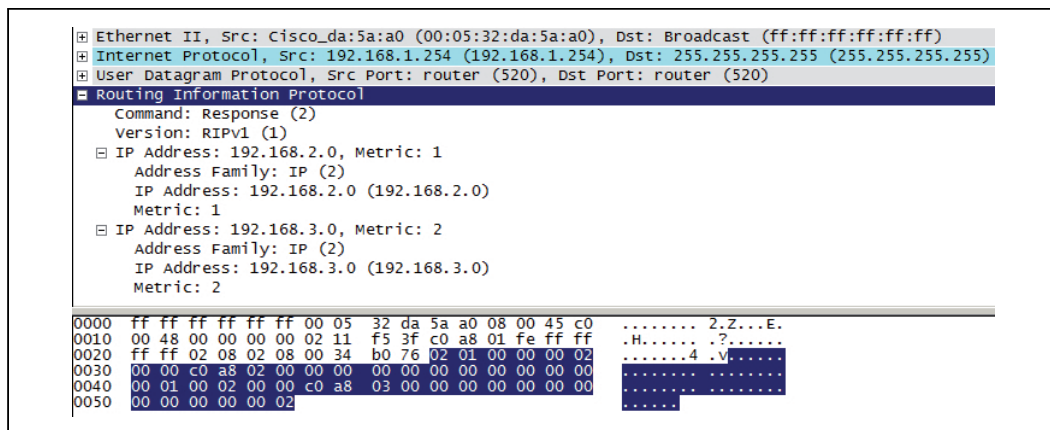 Ethernet II, Src: Cisco_da:5a:a0 (00:05:32:da:5a:a0), Dst: Broadcast (ff:ff:ff:ff:ff:ff)
Internet Protocol, Src: 192.168.1.254 (192.168.1.254), Dst: 255.255.255.255 (255.255.255.255)
User Datagram Protocol, Src Port: router (520), Dst Port: router (520)
Routing Information Protocol
Command: Response (2)
Version: RIPv1 (1)
IP Address: 192.168.2.0, Metric: 1
Address Family: IP (2)
IP Address: 192.168.2.0 (192.168.2.0)
Metric: 1
IP Address: 192.168.3.0, Metric: 2
Address Family: IP (2)
IP Address: 192.168.3.0 (192.168.3.0)
Metric: 2
0000 ff ff ff ff ff ff 00 05 32 da 5a a0 08 00 45 c0 ........ 2.Z...E.
0010 00 48 00 00 00 00 02 11 f5 3f c0 a8 01 fe ff ff .H...... .?......
0020 ff ff 02 08 02 08 00 34 b0 76 02 01 00 00 00 02 .......4 .v......
0030 00 00 c0 a8 02 00 00 00 00 00 00 00 00 00 00 00 ........ ........
0040 00 01 00 02 00 00 c0 a8 03 00 00 00 00 00 00 00 ........ ........
0050 00 00 00 00 00 02 ......